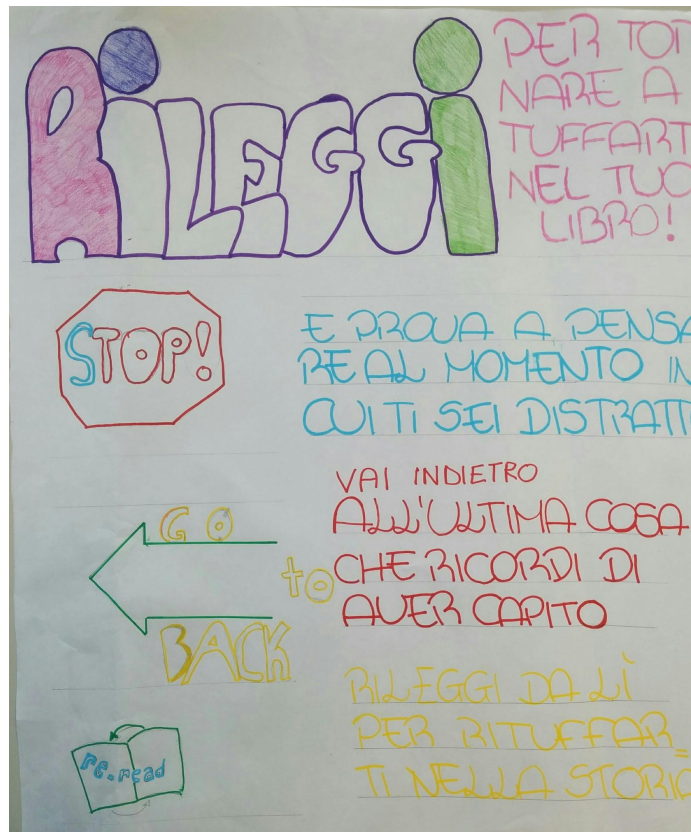 RILEGGI
PER TOR
NARE A
TUFFART
NEL TUO
LIBRO!
STOP!
E PROVA A PENSA
RE AL MOMENTO IN
CUI TI SEI DISTRATT
GO
to
BACK
VAI INDIETRO
ALL'ULTIMA COSA
CHE RICORDI DI
AVER CAPITO
re-read
RILEGGI DA LÌ
PER RITUFFAR=
TI NELLA STORIA